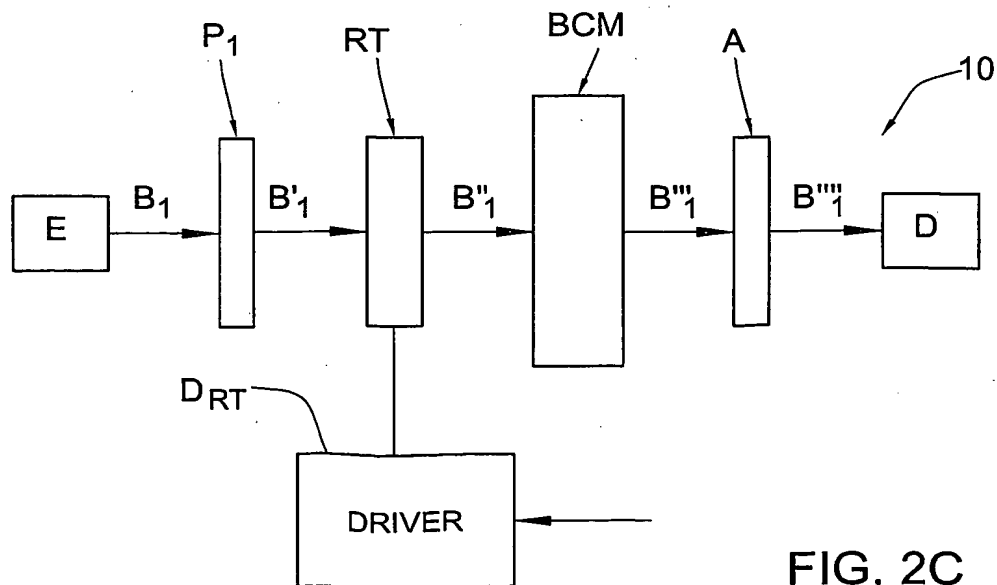 P1
RT
BCM
A
10
E
B1
B'1
B"1
B'''1
B''''1
D
DRT
DRIVER
FIG. 2C